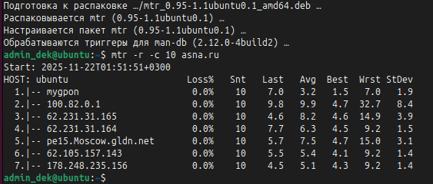 Подготовка к распаковке …/mtr_0.95-1.1ubuntu0.1_amd64.deb …
Распаковывается mtr (0.95-1.1ubuntu0.1) …
Настраивается пакет mtr (0.95-1.1ubuntu0.1) …
Обрабатываются триггеры для man-db (2.12.0-4build2) …
admin_dek@ubuntu:~$ mtr -r -c 10 asna.ru
Start: 2025-11-22T01:51:51+0300
HOST: ubuntu Loss% Snt Last Avg Best Wrst StDev
1.|-- mygpon 0.0% 10 7.0 3.2 1.5 7.0 1.9
2.|-- 100.82.0.1 0.0% 10 9.8 9.9 4.7 32.7 8.4
3.|-- 62.231.31.165 0.0% 10 4.6 8.2 4.6 14.9 3.9
4.|-- 62.231.31.164 0.0% 10 7.7 6.3 4.5 9.2 1.5
5.|-- pe15.Moscow.gldn.net 0.0% 10 5.7 7.5 4.7 15.0 3.1
6.|-- 62.105.157.143 0.0% 10 5.5 5.4 4.1 9.2 1.4
7.|-- 178.248.235.156 0.0% 10 4.5 5.1 4.3 9.2 1.4
admin_dek@ubuntu:~$